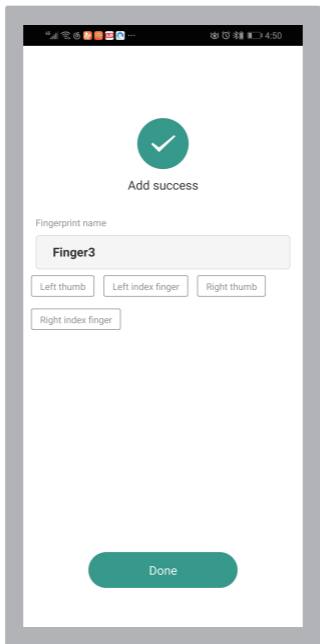 4:50
Add success
Fingerprint name
Finger3
Left thumb Left index finger Right thumb
Right index finger
Done